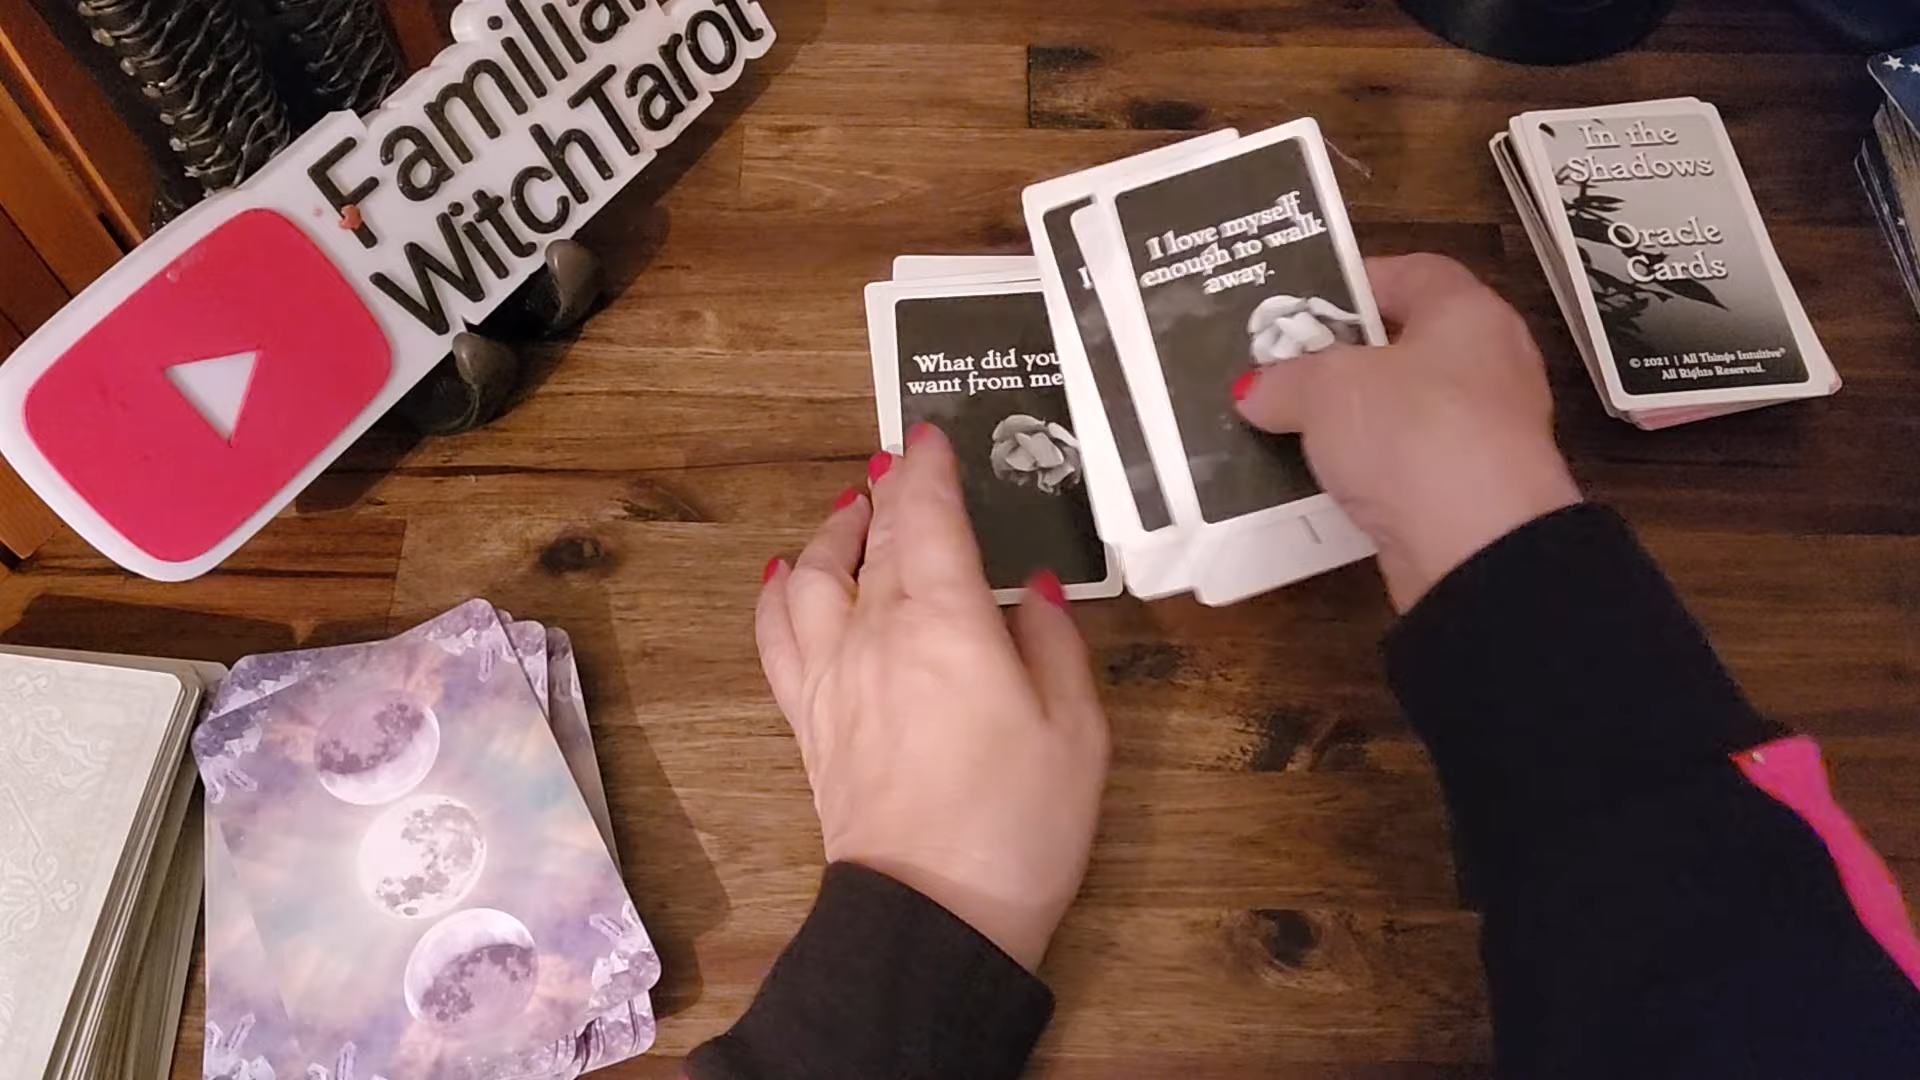 Familiar
WitchTarot
What did you
want from me
I love myself
enough to walk
away.
In the
Shadows
Oracle
Cards
© 2021 | All Things Intuitive®
All Rights Reserved.